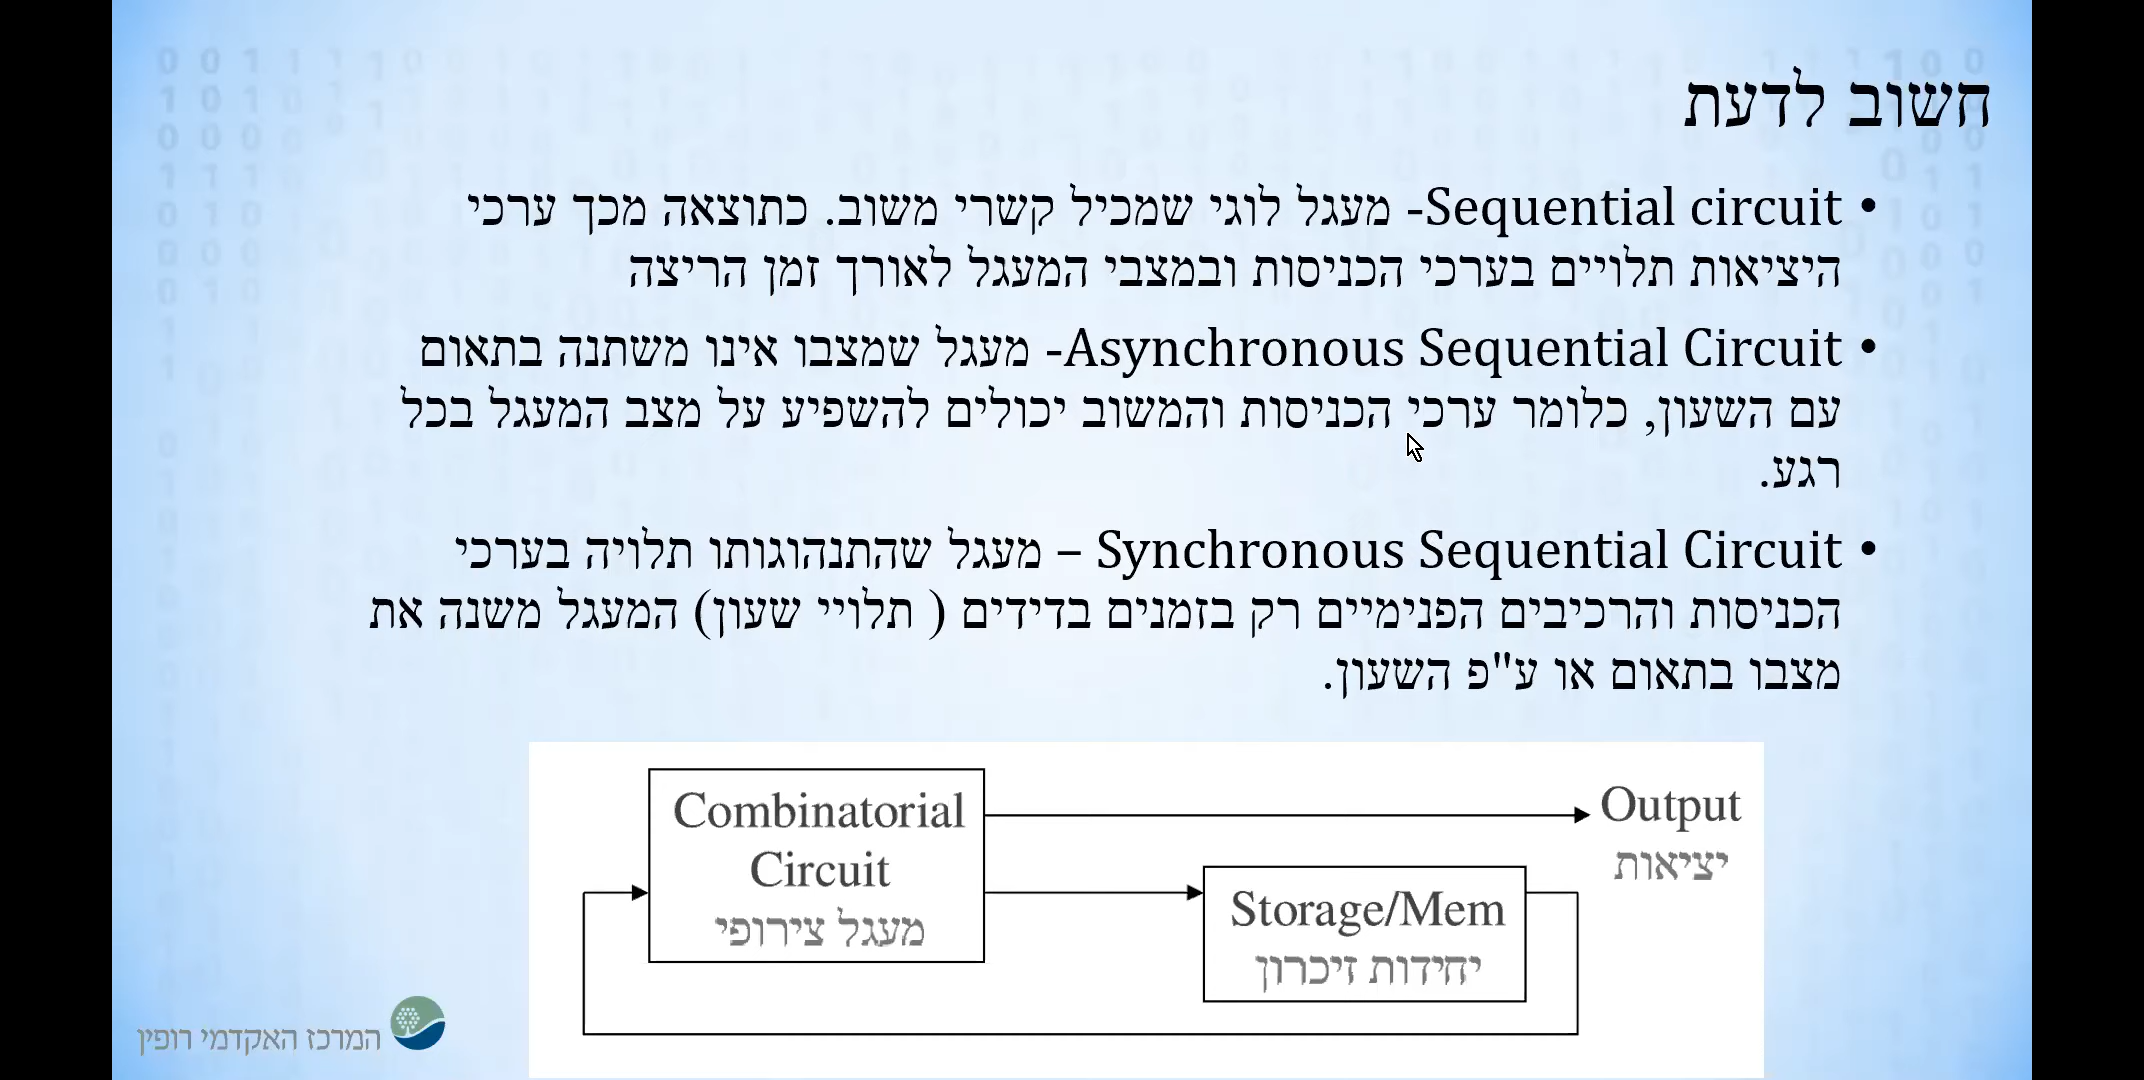 חשוב לדעת
• Sequential circuit- מעגל לוגי שמכיל קשרי משוב. כתוצאה מכך ערכי
היציאות תלויים בערכי הכניסות ובמצבי המעגל לאורך זמן הריצה
• Asynchronous Sequential Circuit- מעגל שמצבו אינו משתנה בתאום
עם השעון, כלומר ערכי הכניסות והמשוב יכולים להשפיע על מצב המעגל בכל
רגע.
• Synchronous Sequential Circuit – מעגל שהתנהוגותו תלויה בערכי
הכניסות והרכיבים הפנימיים רק בזמנים בדידים ( תלויי שעון) המעגל משנה את
מצבו בתאום או ע"פ השעון.
Combinatorial
Circuit
מעגל צירופי
Output
יציאות
Storage/Mem
יחידות זיכרון
המרכז האקדמי רופין